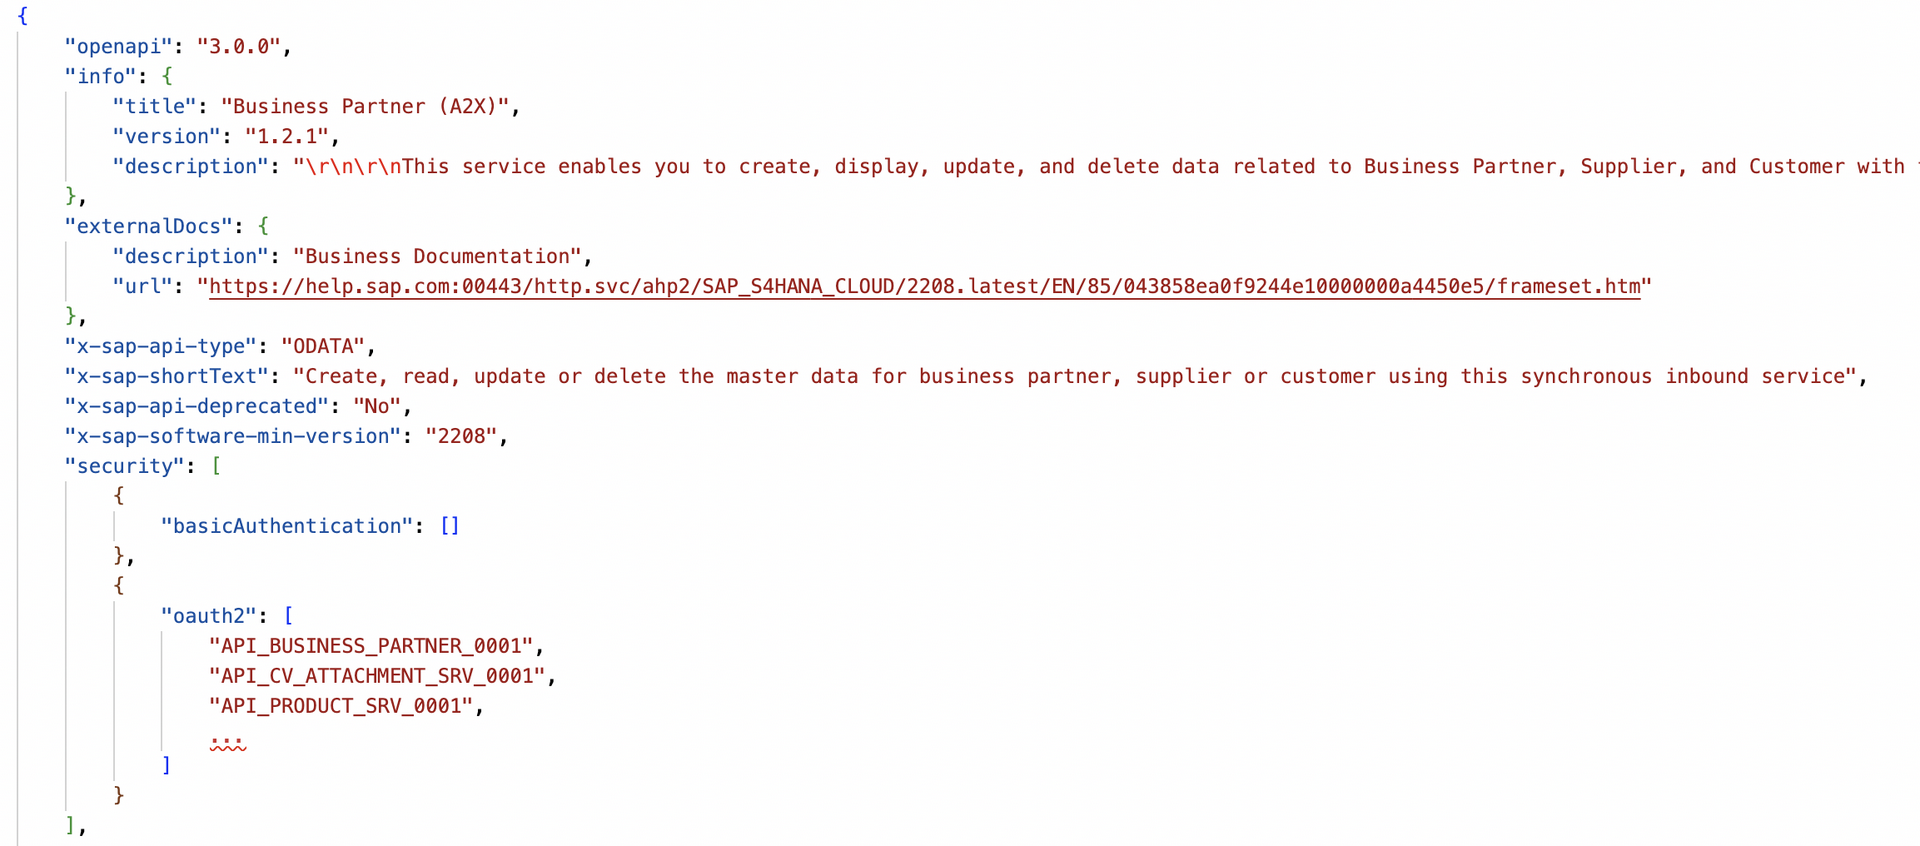 {
    "openapi": "3.0.0",
    "info": {
        "title": "Business Partner (A2X)",
        "version": "1.2.1",
        "description": "\r\n\r\nThis service enables you to create, display, update, and delete data related to Business Partner, Supplier, and Customer with
    },
    "externalDocs": {
        "description": "Business Documentation",
        "url": "https://help.sap.com:00443/http.svc/ahp2/SAP_S4HANA_CLOUD/2208.latest/EN/85/043858ea0f9244e10000000a4450e5/frameset.htm"
    },
    "x-sap-api-type": "ODATA",
    "x-sap-shortText": "Create, read, update or delete the master data for business partner, supplier or customer using this synchronous inbound service",
    "x-sap-api-deprecated": "No",
    "x-sap-software-min-version": "2208",
    "security": [
        {
            "basicAuthentication": []
        },
        {
            "oauth2": [
                "API_BUSINESS_PARTNER_0001",
                "API_CV_ATTACHMENT_SRV_0001",
                "API_PRODUCT_SRV_0001",
                ...
            ]
        }
    ],